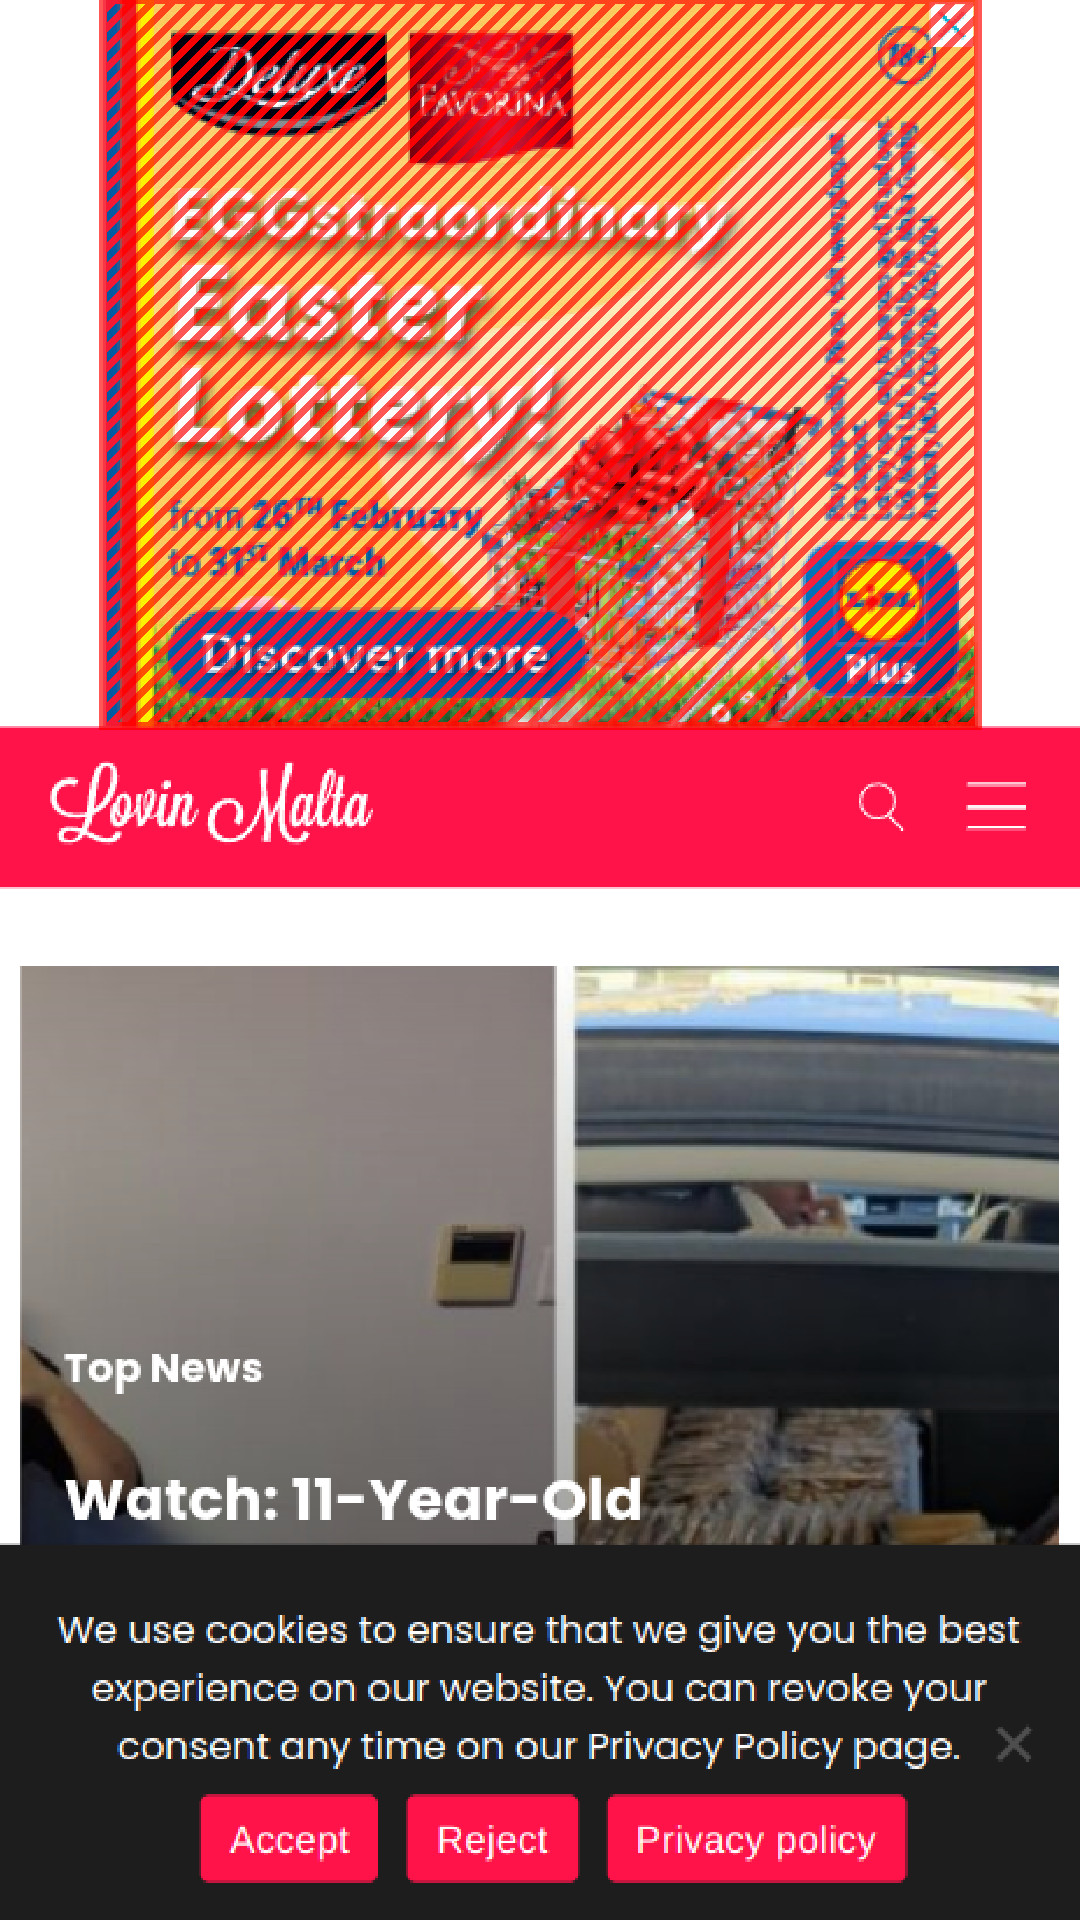 Deluxe
FAVORINA
18+
EGGstraordinary
Easter
Lottery!
from 26TH February
to 31ST March
Discover more
Plus
Lovin Malta
Top News
Watch: 11-Year-Old
We use cookies to ensure that we give you the best
experience on our website. You can revoke your
consent any time on our Privacy Policy page.
Accept
Reject
Privacy policy